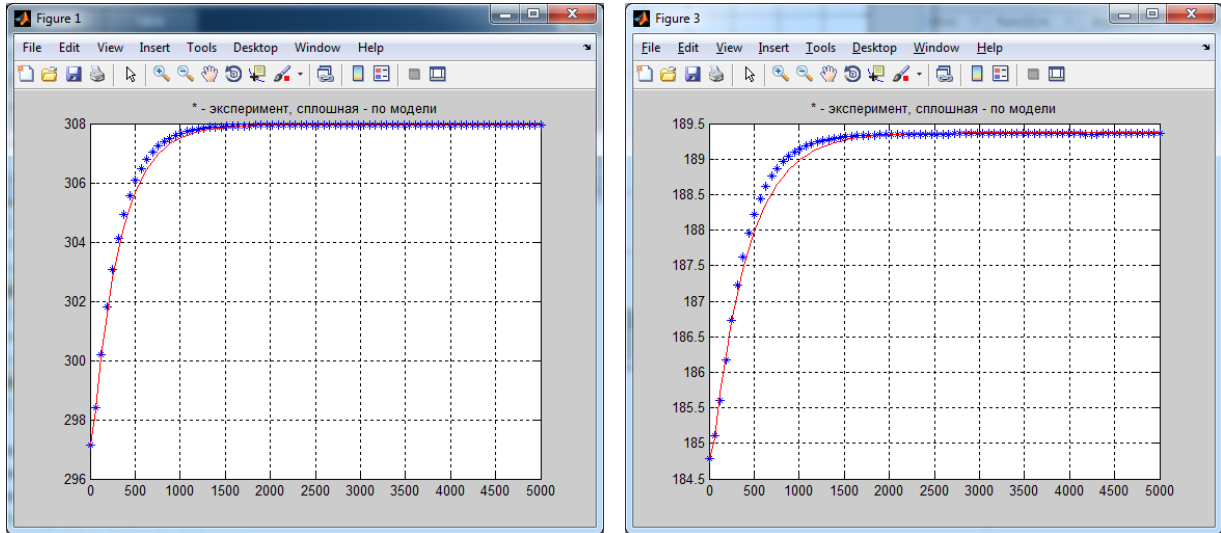 Figure 1
File Edit View Insert Tools Desktop Window Help
* - эксперимент, сплошная - по модели
308
306
304
302
300
298
296
0 500 1000 1500 2000 2500 3000 3500 4000 4500 5000
Figure 3
File Edit View Insert Tools Desktop Window Help
* - эксперимент, сплошная - по модели
189.5
189
188.5
188
187.5
187
186.5
186
185.5
185
184.5
0 500 1000 1500 2000 2500 3000 3500 4000 4500 5000